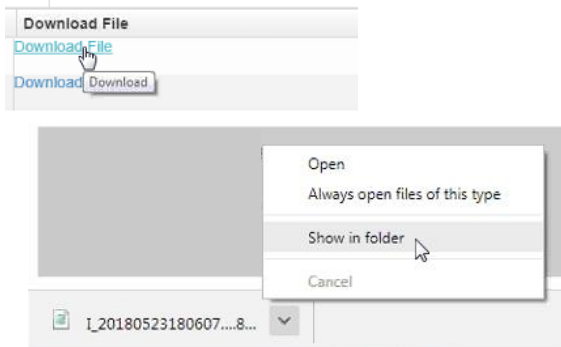 Download File
Download File
Download
Download
Open
Always open files of this type
Show in folder
Cancel
I_20180523180607....8...